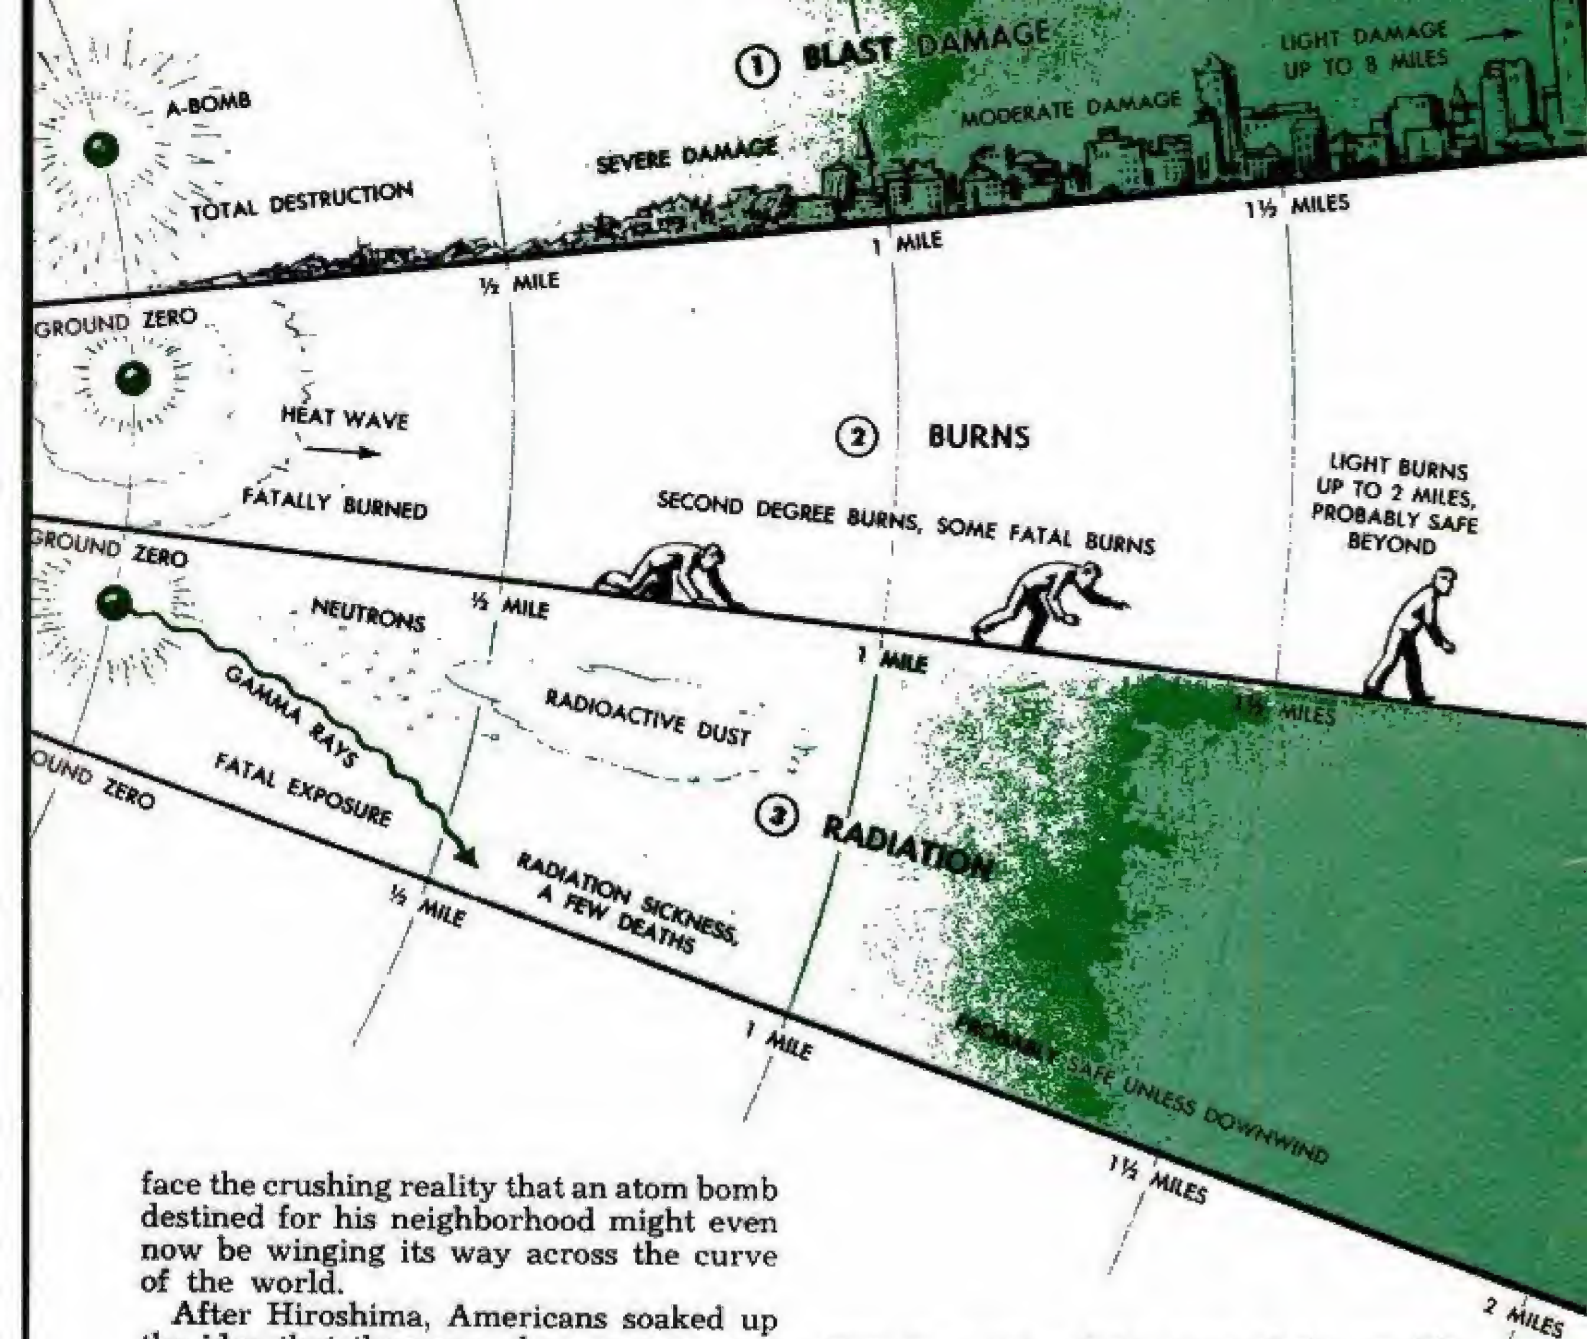 ① BLAST DAMAGE
LIGHT DAMAGE
UP TO 8 MILES
A-BOMB
MODERATE DAMAGE
SEVERE DAMAGE
TOTAL DESTRUCTION
1½ MILES
1 MILE
½ MILE
GROUND ZERO
HEAT WAVE
② BURNS
FATALLY BURNED
SECOND DEGREE BURNS, SOME FATAL BURNS
LIGHT BURNS
UP TO 2 MILES,
PROBABLY SAFE
BEYOND
GROUND ZERO
½ MILE
1 MILE
1½ MILES
NEUTRONS
GAMMA RAYS
RADIOACTIVE DUST
FATAL EXPOSURE
③ RADIATION
RADIATION SICKNESS,
A FEW DEATHS
PROBABLY SAFE UNLESS DOWNWIND
OUND ZERO
½ MILE
1 MILE
1½ MILES
2 MILES
face the crushing reality that an atom bomb
destined for his neighborhood might even
now be winging its way across the curve
of the world.
After Hiroshima, Americans soaked up